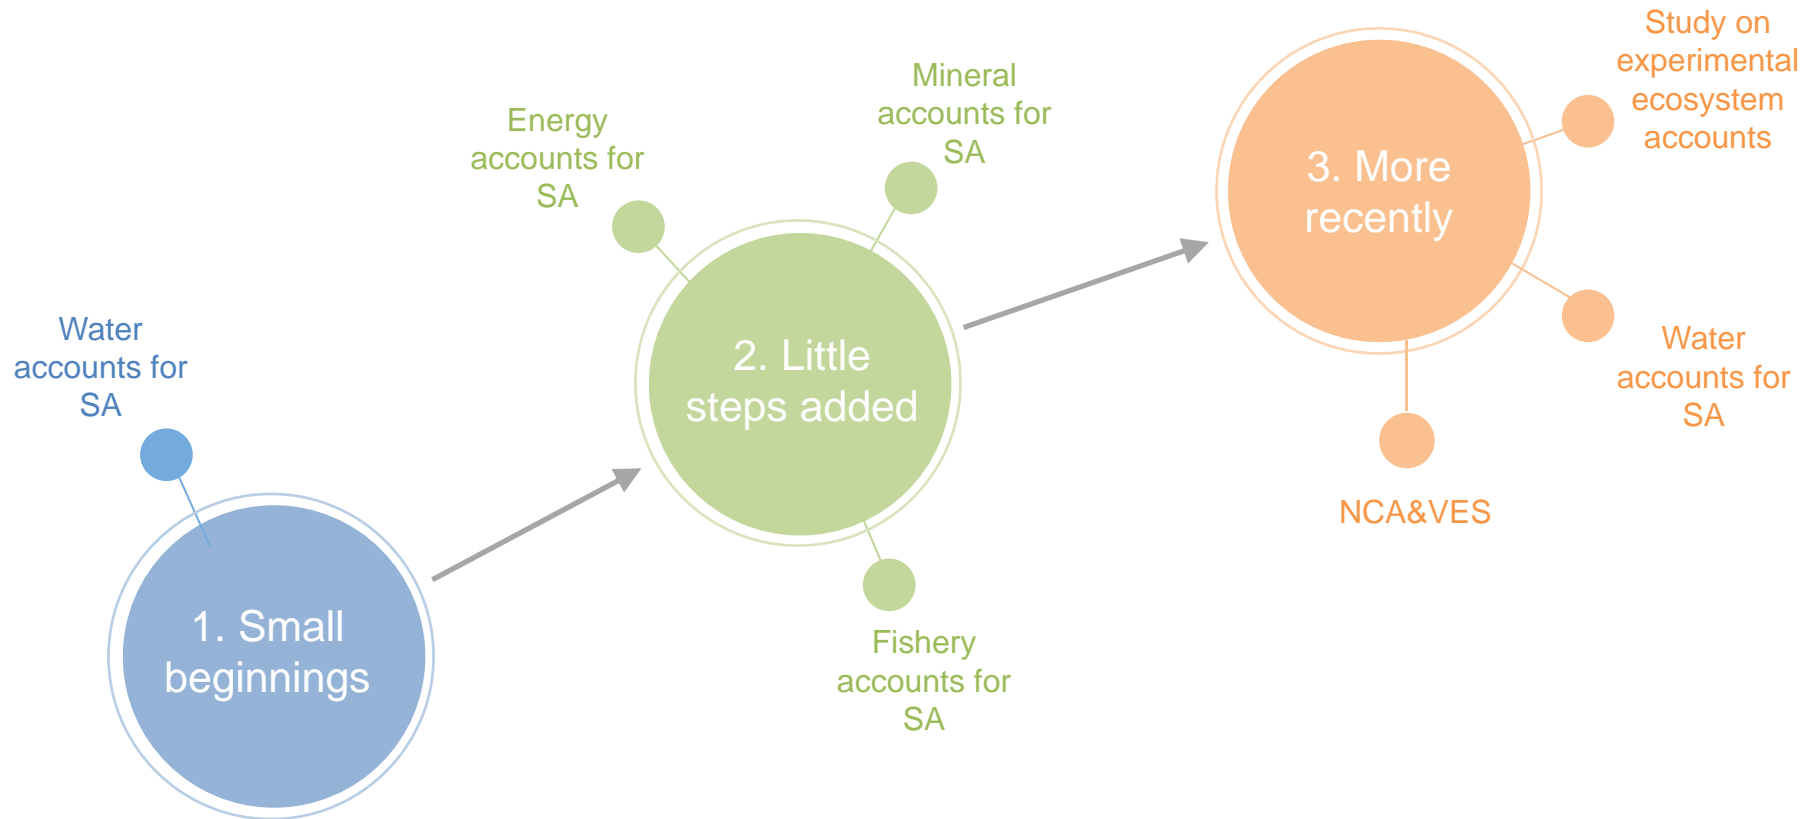 Water
accounts for
SA
1. Small
beginnings
Energy
accounts for
SA
Mineral
accounts for
SA
2. Little
steps added
Fishery
accounts for
SA
3. More
recently
Study on
experimental
ecosystem
accounts
Water
accounts for
SA
NCA&VES